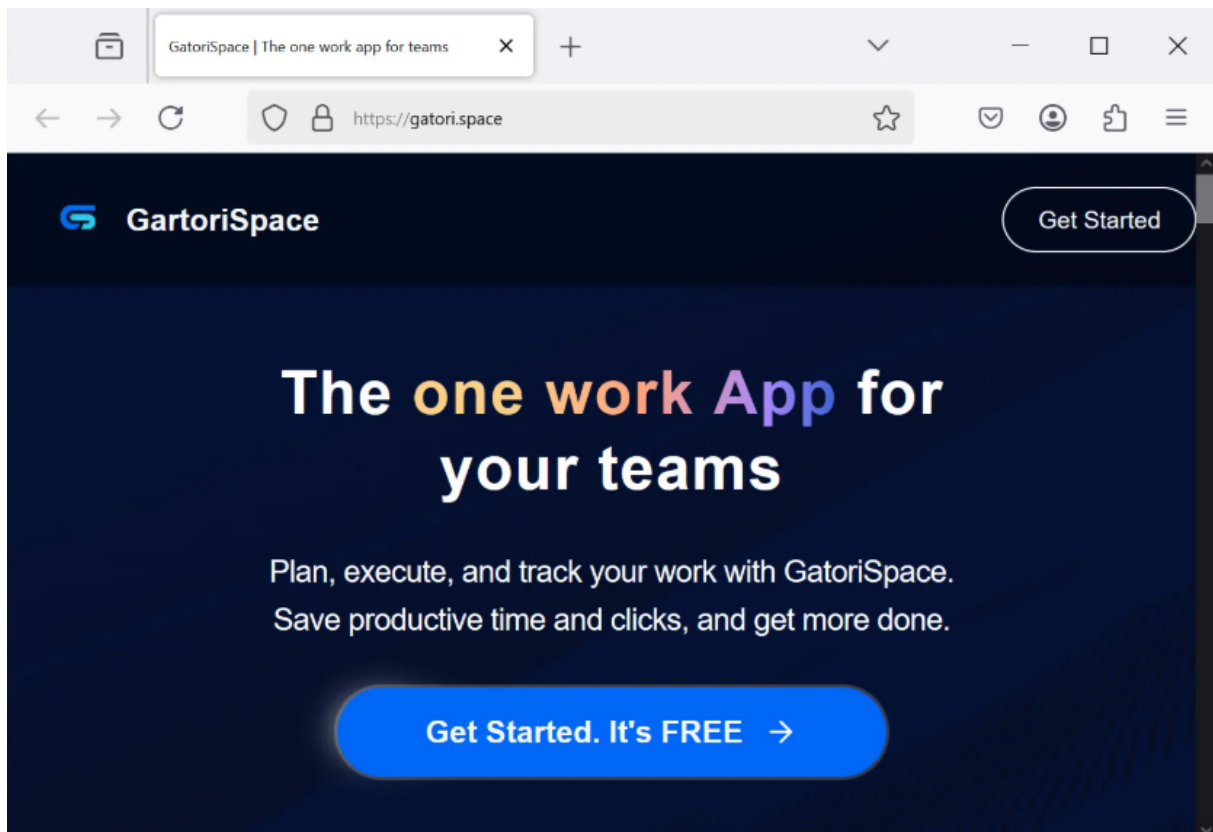 GatoriSpace | The one work app for teams
https://gatori.space
GartoriSpace
Get Started
The one work App for
your teams
Plan, execute, and track your work with GatoriSpace.
Save productive time and clicks, and get more done.
Get Started. It's FREE →